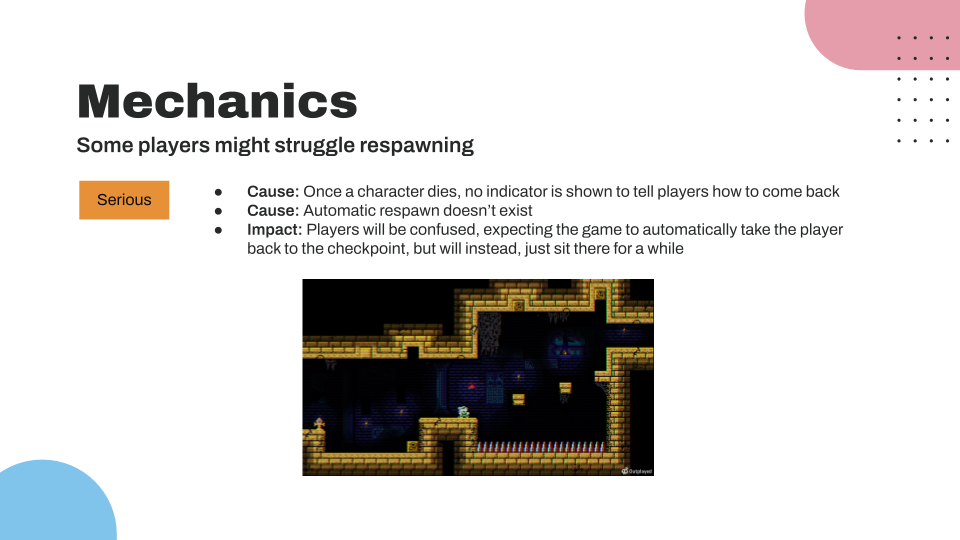 Mechanics
Some players might struggle respawning
Serious
● Cause: Once a character dies, no indicator is shown to tell players how to come back
● Cause: Automatic respawn doesn’t exist
● Impact: Players will be confused, expecting the game to automatically take the player
back to the checkpoint, but will instead, just sit there for a while
Outplayed